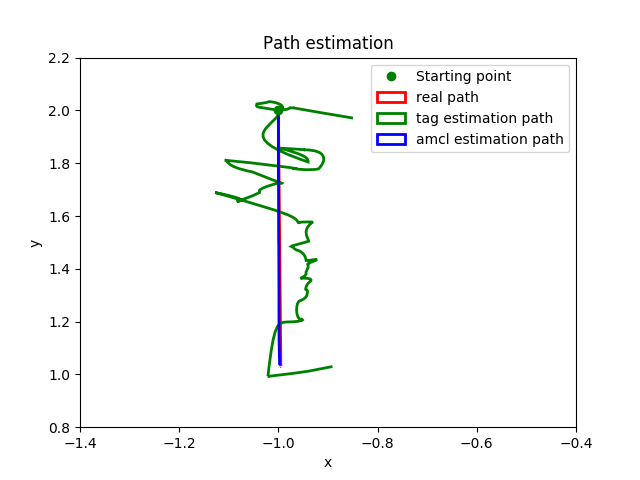 Path estimation
Starting point
real path
tag estimation path
amcl estimation path
2.2
2.0
1.8
1.6
1.4
1.2
1.0
0.8
y
−1.4 −1.2 −1.0 −0.8 −0.6 −0.4
x